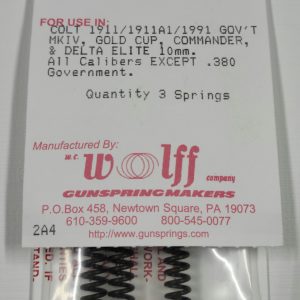 FOR USE IN:
COLT 1911/1911A1/1991 GOV'T
MKIV, GOLD CUP, COMMANDER,
& DELTA ELITE 10mm.
All Calibers EXCEPT .380
Government.
Quantity 3 Springs
Manufactured By:
w.c.
wolff
company
GUNSPRINGMAKERS
P.O.Box 458, Newtown Square, PA 19073
610-359-9600 800-545-0077
http://www.gunsprings.com
2A4